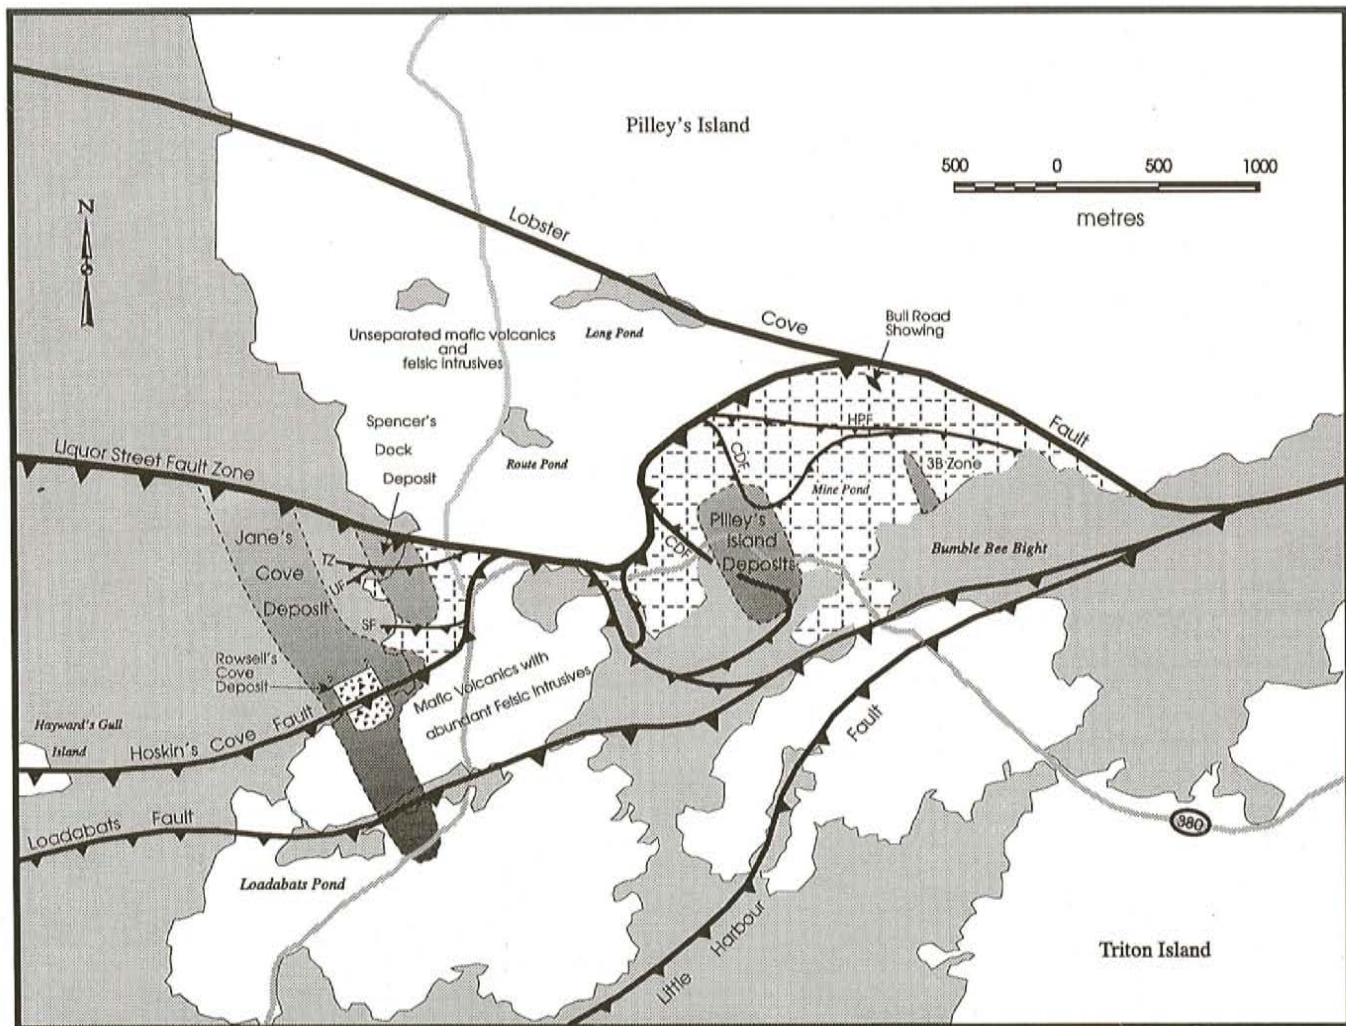 Pilley's Island
500 0 500 1000
metres
N
Lobster
Cove
Fault
Bull Road
Showing
Long Pond
Unseparated mafic volcanics
and
felsic intrusives
Spencer's
Dock
Deposit
Route Pond
HPF
CDF
3B Zone
Mine Pond
Liquor Street Fault Zone
Pilley's
Island
Deposits
CDF
Bumble Bee Bight
Jane's
Cove
Deposit
TZ
UF
SF
Rowsell's
Cove
Deposit
Mafic Volcanics with
abundant Felsic Intrusives
Hayward's Gull
Island
Hoskin's Cove Fault
Fault
Loadabats Fault
380
Loadabats Pond
Little Harbour
Triton Island